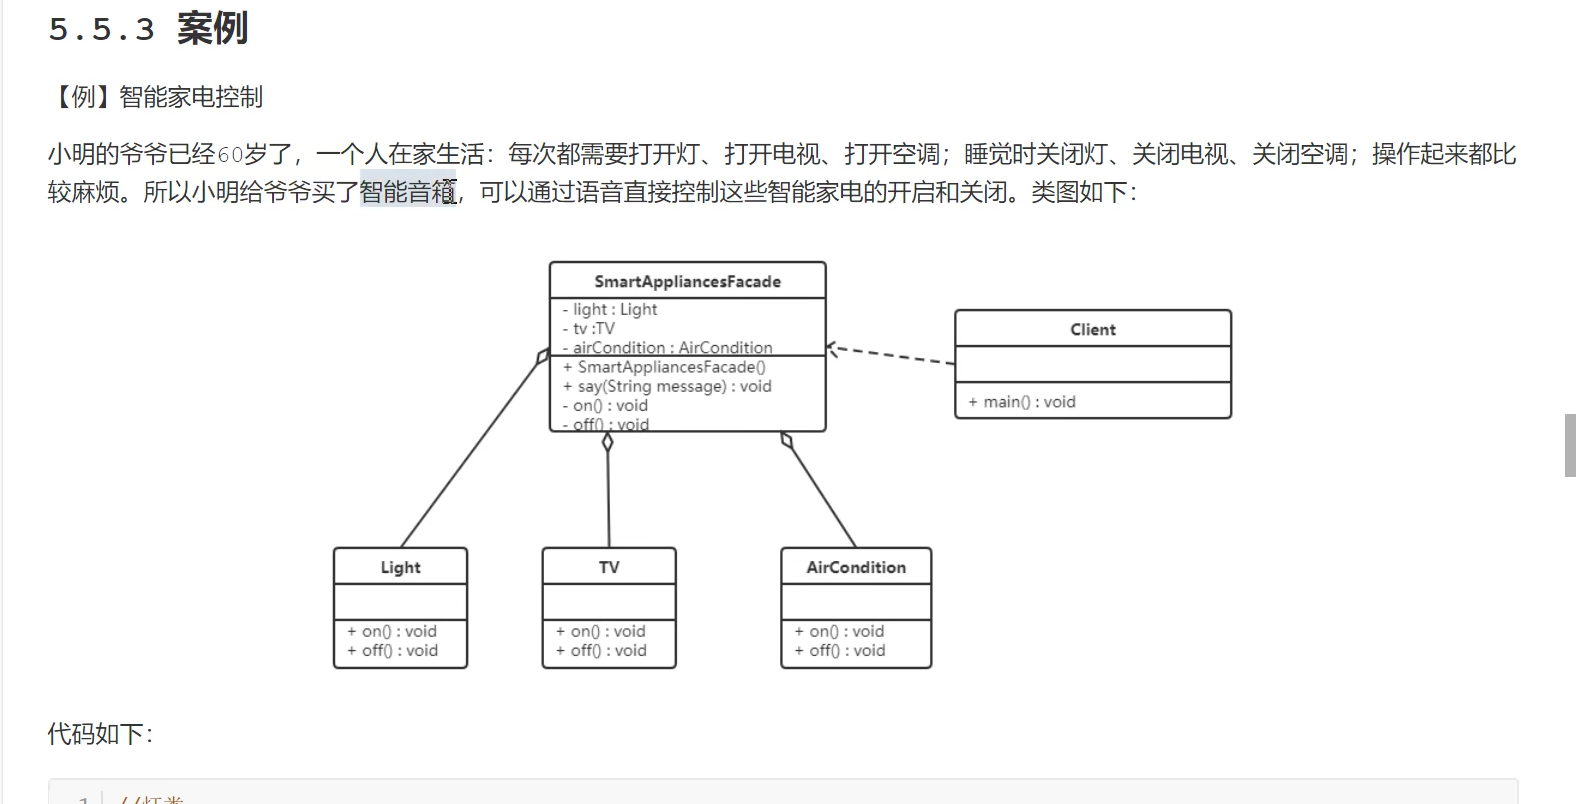 5.5.3 案例
【例】智能家电控制
小明的爷爷已经60岁了，一个人在家生活：每次都需要打开灯、打开电视、打开空调；睡觉时关闭灯、关闭电视、关闭空调；操作起来都比
较麻烦。所以小明给爷爷买了智能音箱，可以通过语音直接控制这些智能家电的开启和关闭。类图如下：
SmartAppliancesFacade
- light : Light
- tv :TV
- airCondition : AirCondition
+ SmartAppliancesFacade()
+ say(String message) : void
- on() : void
- off() : void
Client
+ main() : void
Light
+ on() : void
+ off() : void
TV
+ on() : void
+ off() : void
AirCondition
+ on() : void
+ off() : void
代码如下：
1 //灯类